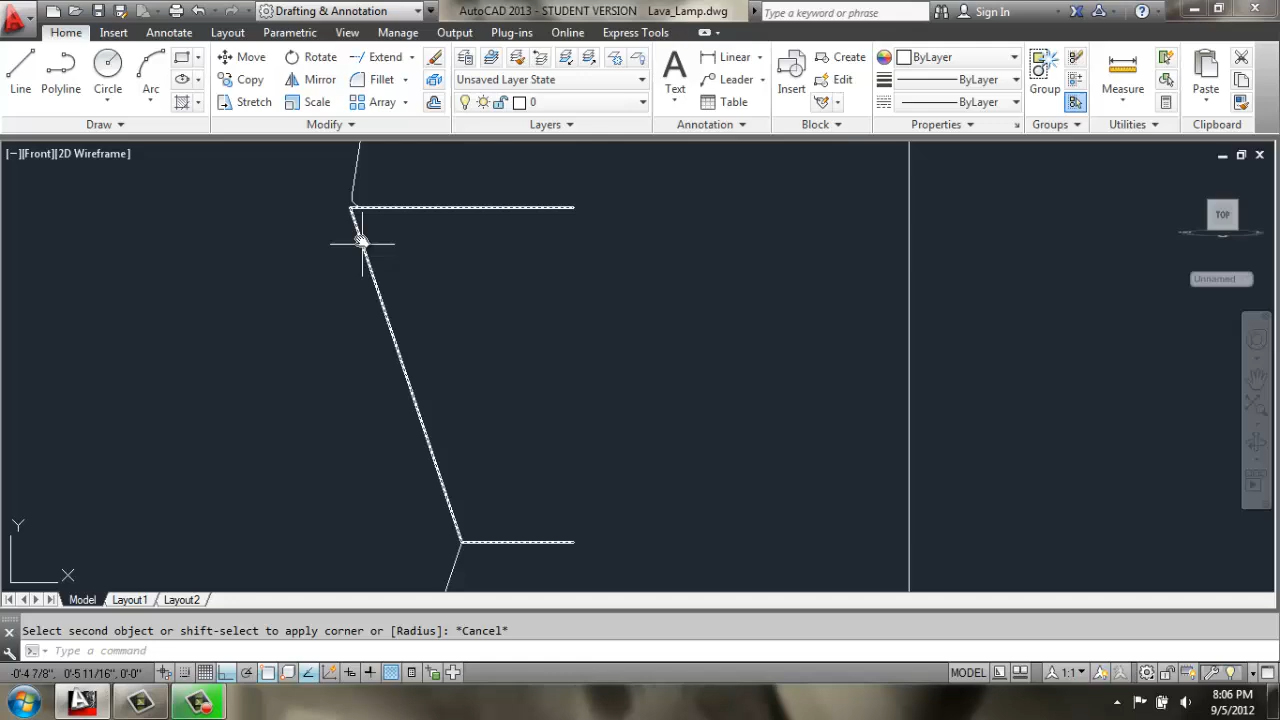 Drafting & Annotation
AutoCAD 2013 - STUDENT VERSION Lava_Lamp.dwg
Type a keyword or phrase
Sign In
Home Insert Annotate Layout Parametric View Manage Output Plug-ins Online Express Tools
Move Rotate Extend
Copy Mirror Fillet
Stretch Scale Array
Line Polyline Circle Arc
Unsaved Layer State
0
Text
Linear
Leader
Table
Insert
Create
Edit
ByLayer
ByLayer
ByLayer
Group
Measure
Paste
Draw Modify Layers Annotation Block Properties Groups Utilities Clipboard
[−][Front][2D Wireframe]
TOP
Unnamed
Y
X
Model Layout1 Layout2
Select second object or shift-select to apply corner or [Radius]: *Cancel*
Type a command
-0'-4 7/8", 0'-5 11/16", 0'-0"
MODEL
1:1
8:06 PM
9/5/2012